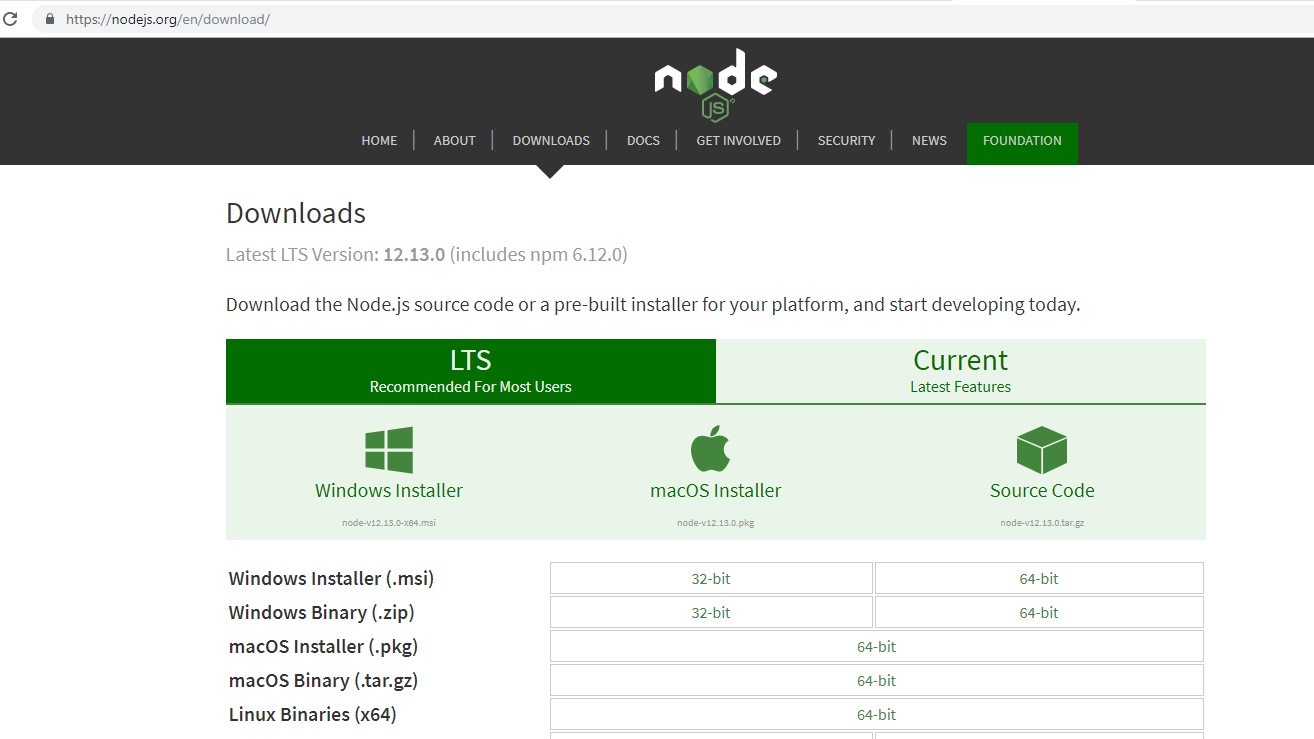 https://nodejs.org/en/download/
node
JS
HOME ABOUT DOWNLOADS DOCS GET INVOLVED SECURITY NEWS FOUNDATION
Downloads
Latest LTS Version: 12.13.0 (includes npm 6.12.0)
Download the Node.js source code or a pre-built installer for your platform, and start developing today.
LTS Current
Recommended For Most Users Latest Features
Windows Installer macOS Installer Source Code
node-v12.13.0-x64.msi node-v12.13.0.pkg node-v12.13.0.tar.gz
Windows Installer (.msi) 32-bit 64-bit
Windows Binary (.zip) 32-bit 64-bit
macOS Installer (.pkg) 64-bit
macOS Binary (.tar.gz) 64-bit
Linux Binaries (x64) 64-bit